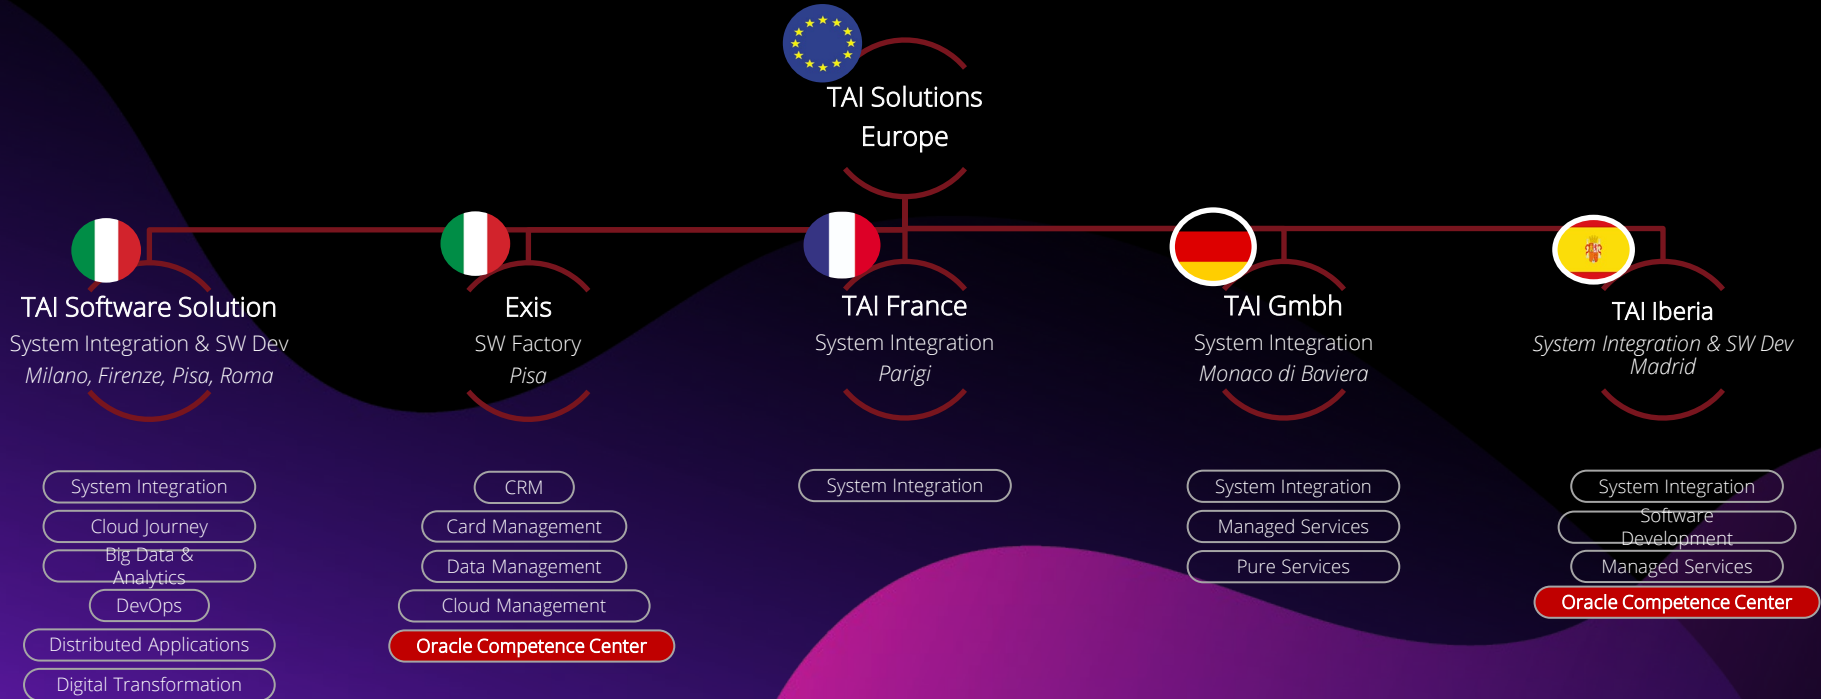 TAI Solutions
Europe
TAI Software Solution
System Integration & SW Dev
Milano, Firenze, Pisa, Roma
Exis
SW Factory
Pisa
TAI France
System Integration
Parigi
TAI Gmbh
System Integration
Monaco di Baviera
TAI Iberia
System Integration & SW Dev
Madrid
System Integration
Cloud Journey
Big Data &
Analytics
DevOps
Distributed Applications
Digital Transformation
CRM
Card Management
Data Management
Cloud Management
Oracle Competence Center
System Integration
System Integration
Managed Services
Pure Services
System Integration
Software
Development
Managed Services
Oracle Competence Center